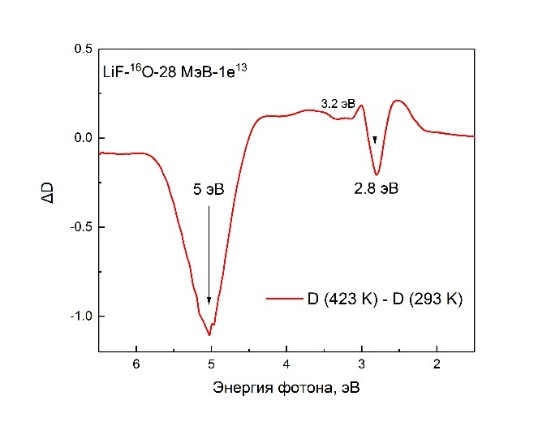 0.5
LiF-¹⁶O-28 МэВ-1e¹³
3.2 эВ
0.0
5 эВ
2.8 эВ
ΔD
-0.5
D (423 K) - D (293 K)
-1.0
6 5 4 3 2
Энергия фотона, эВ